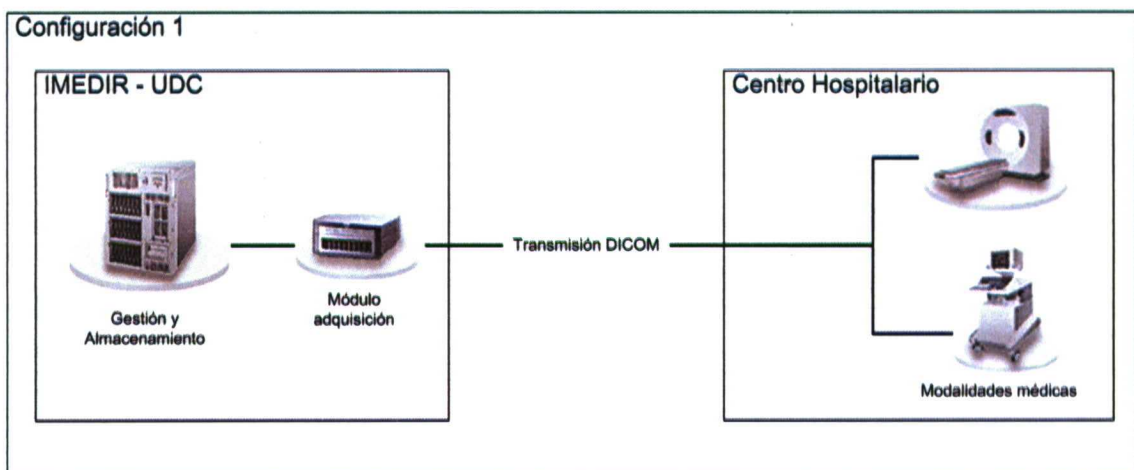 Configuración 1
IMEDIR - UDC
Centro Hospitalario
Transmisión DICOM
Módulo
adquisición
Gestión y
Almacenamiento
Modalidades médicas